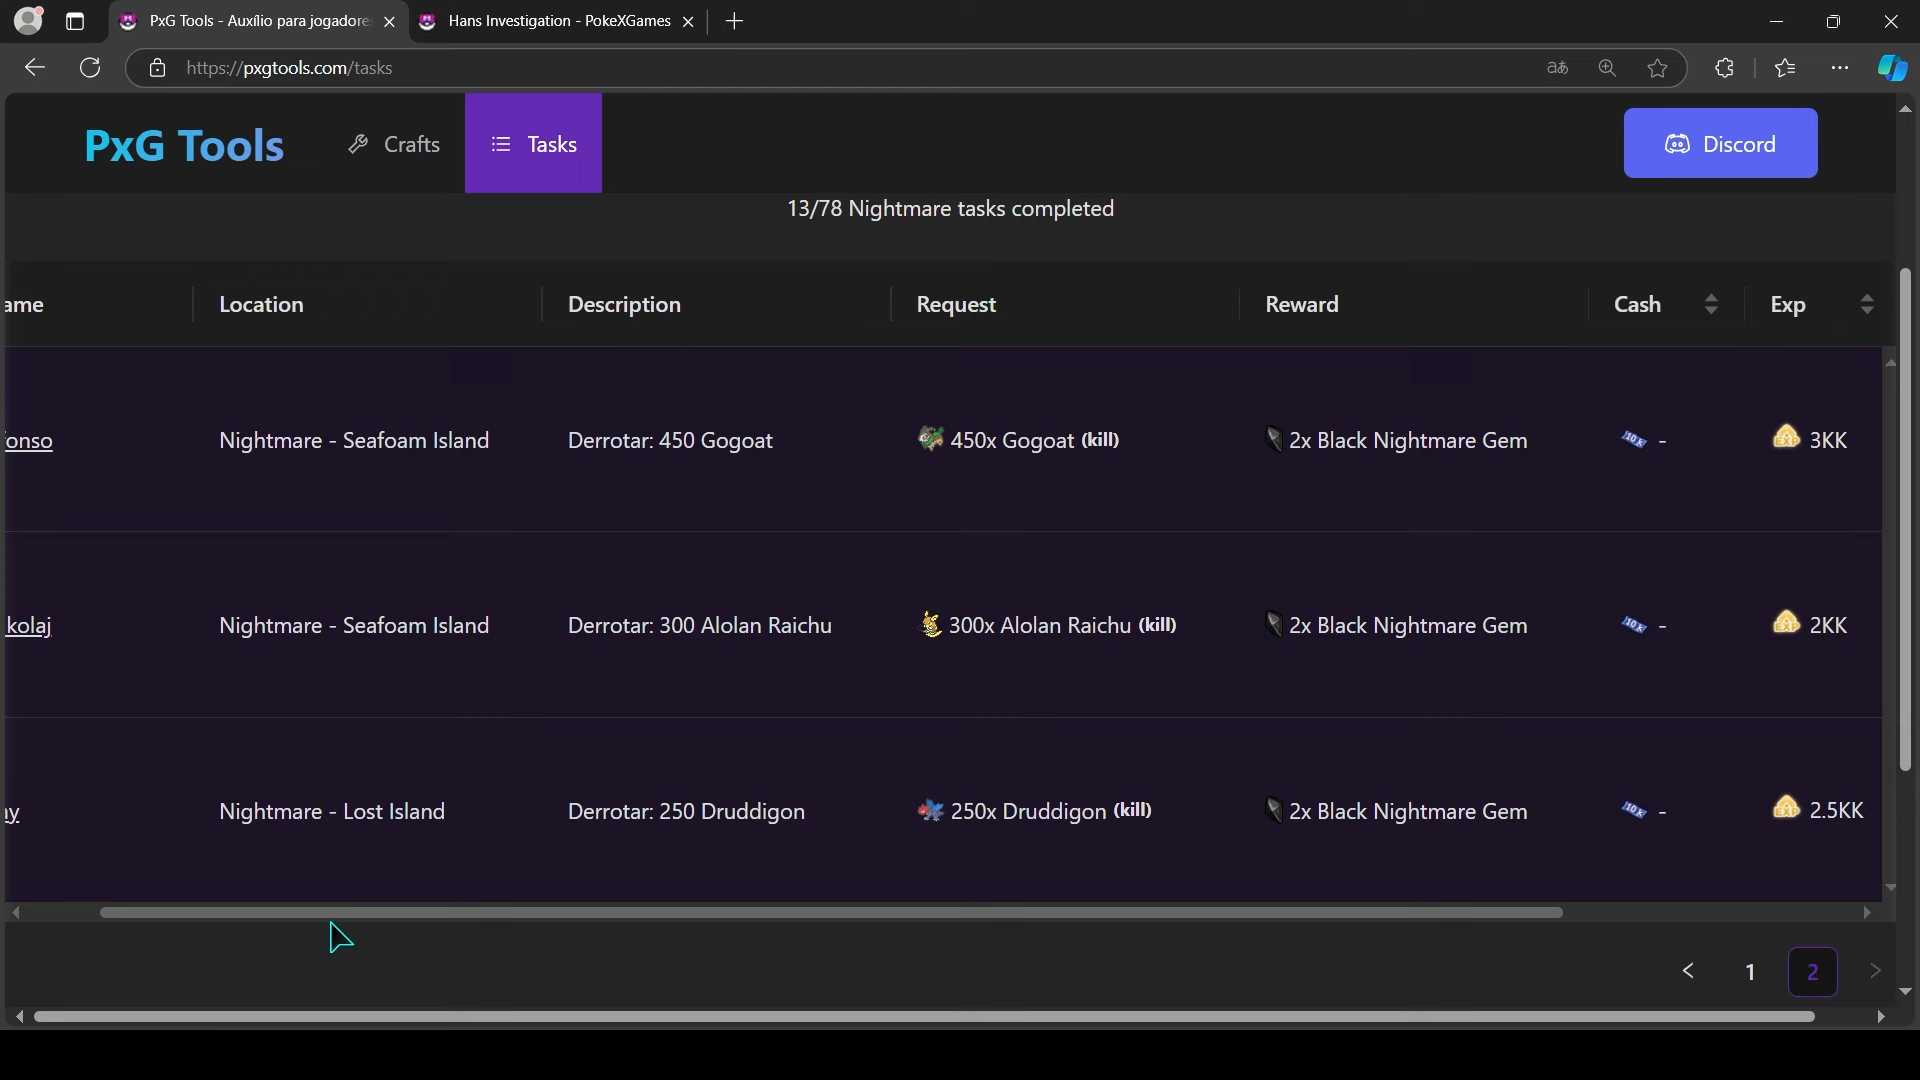 PxG Tools - Auxílio para jogadore
Hans Investigation - PokeXGames
https://pxgtools.com/tasks
PxG Tools
Crafts
Tasks
Discord
13/78 Nightmare tasks completed
ame
Location
Description
Request
Reward
Cash
Exp
onso
Nightmare - Seafoam Island
Derrotar: 450 Gogoat
450x Gogoat (kill)
2x Black Nightmare Gem
-
3KK
kolaj
Nightmare - Seafoam Island
Derrotar: 300 Alolan Raichu
300x Alolan Raichu (kill)
2x Black Nightmare Gem
-
2KK
ay
Nightmare - Lost Island
Derrotar: 250 Druddigon
250x Druddigon (kill)
2x Black Nightmare Gem
-
2.5KK
1
2